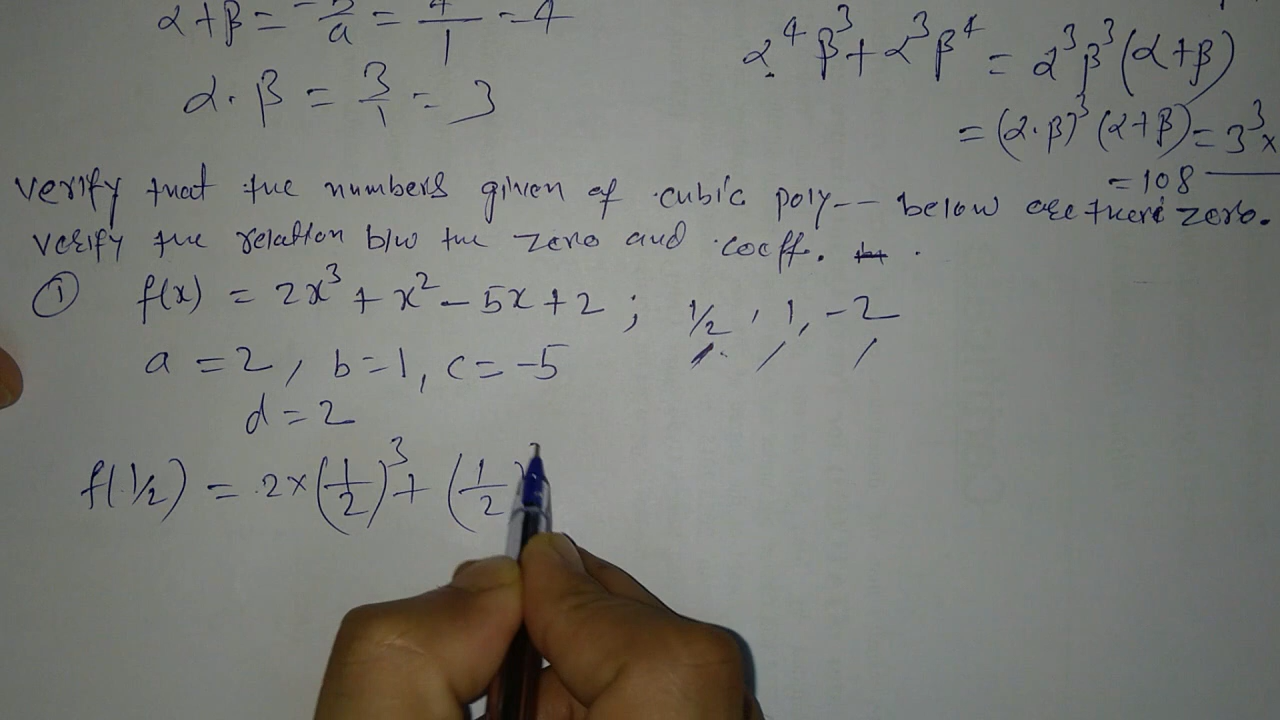 α+β = -b/a = 4/1 = 4
α·β = 3/1 = 3
α⁴β³ + α³β⁴ = α³β³(α+β)
= (α·β)³(α+β) = 3³×
= 108
Verify that the numbers given of cubic poly-- below are there zero.
Verify the relation b/w the zero and coeff.
① f(x) = 2x³ + x² - 5x + 2 ; 1/2 , 1, -2
a = 2, b = 1, c = -5
d = 2
f(1/2) = 2×(1/2)³ + (1/2)